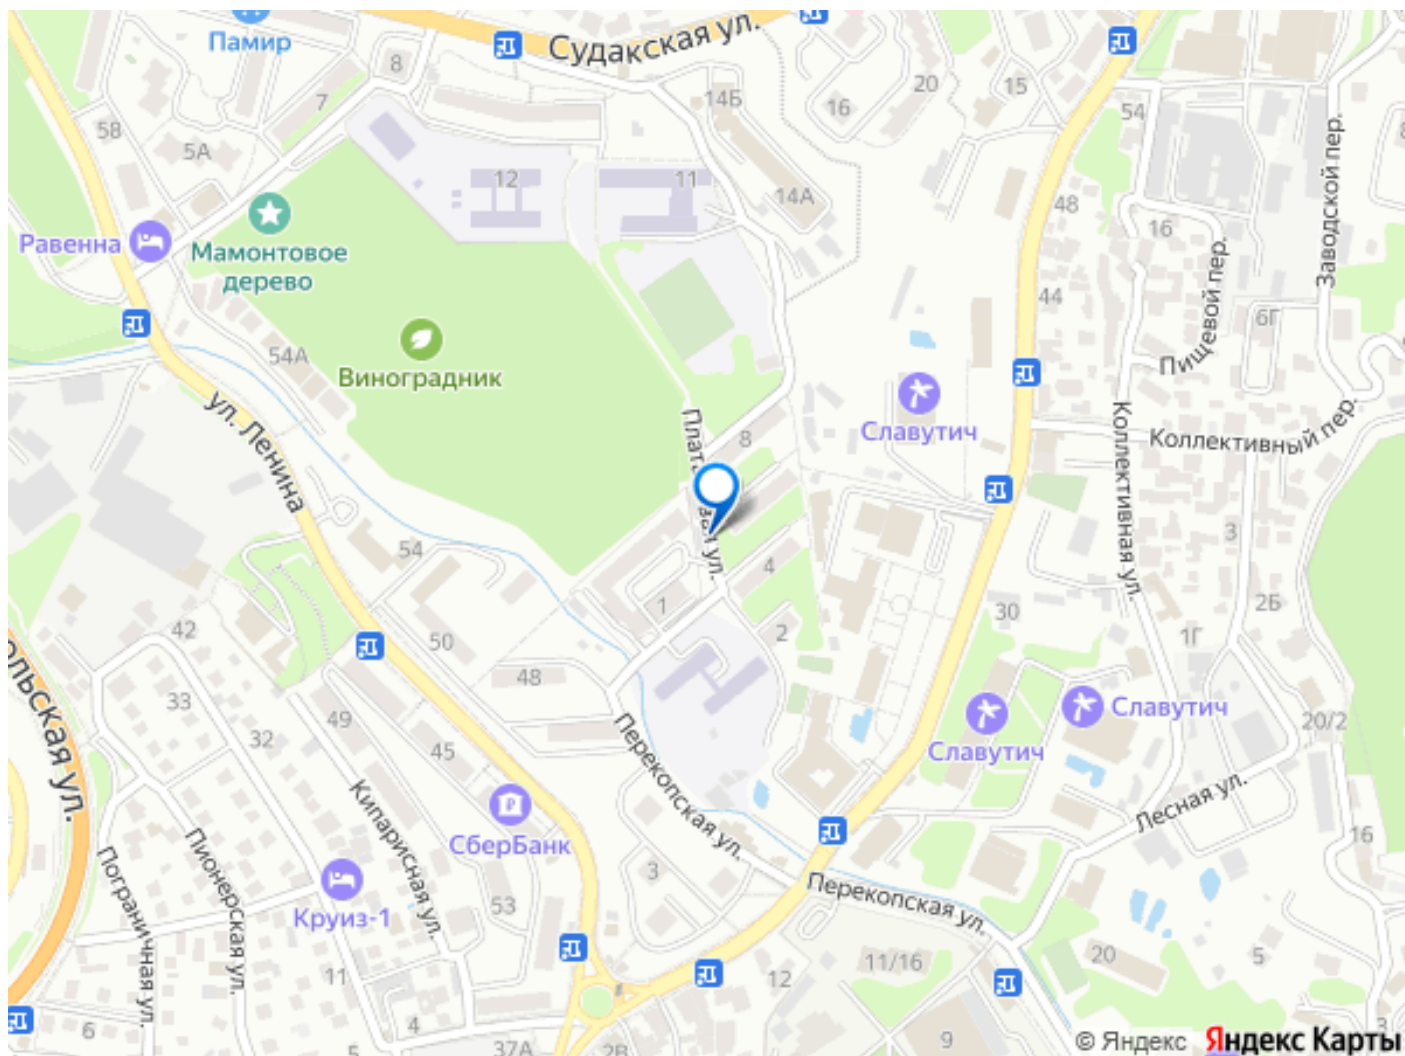 Памир
Судакская ул.
8
7
14Б
20
16
15
54
58
5А
12
11
14А
48
16
Заводской пер.
Равенна
Мамонтовое
дерево
Пищевой пер.
44
6Г
54А
Виноградник
Славутич
ул. Ленина
8
Коллективный пер.
Коллективная ул.
54
4
3
42
50
1
2
30
1Г
2Б
48
33
49
32
45
Славутич
Славутич
20/2
Перекопская ул.
Кипарисная ул.
СберБанк
Лесная ул.
16
Пионерская ул.
Пограничная ул.
3
Круиз-1
53
Перекопская ул.
11
12
11/16
20
5
6
4
5
37А
2В
9
© Яндекс Яндекс Карты